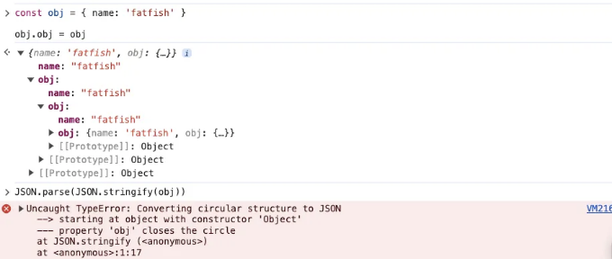 const obj = { name: 'fatfish' }
obj.obj = obj
{name: 'fatfish', obj: {…}} i
name: "fatfish"
obj:
name: "fatfish"
obj:
name: "fatfish"
obj: {name: 'fatfish', obj: {…}}
[[Prototype]]: Object
[[Prototype]]: Object
[[Prototype]]: Object
JSON.parse(JSON.stringify(obj))
Uncaught TypeError: Converting circular structure to JSON VM216
--> starting at object with constructor 'Object'
--- property 'obj' closes the circle
at JSON.stringify (<anonymous>)
at <anonymous>:1:17